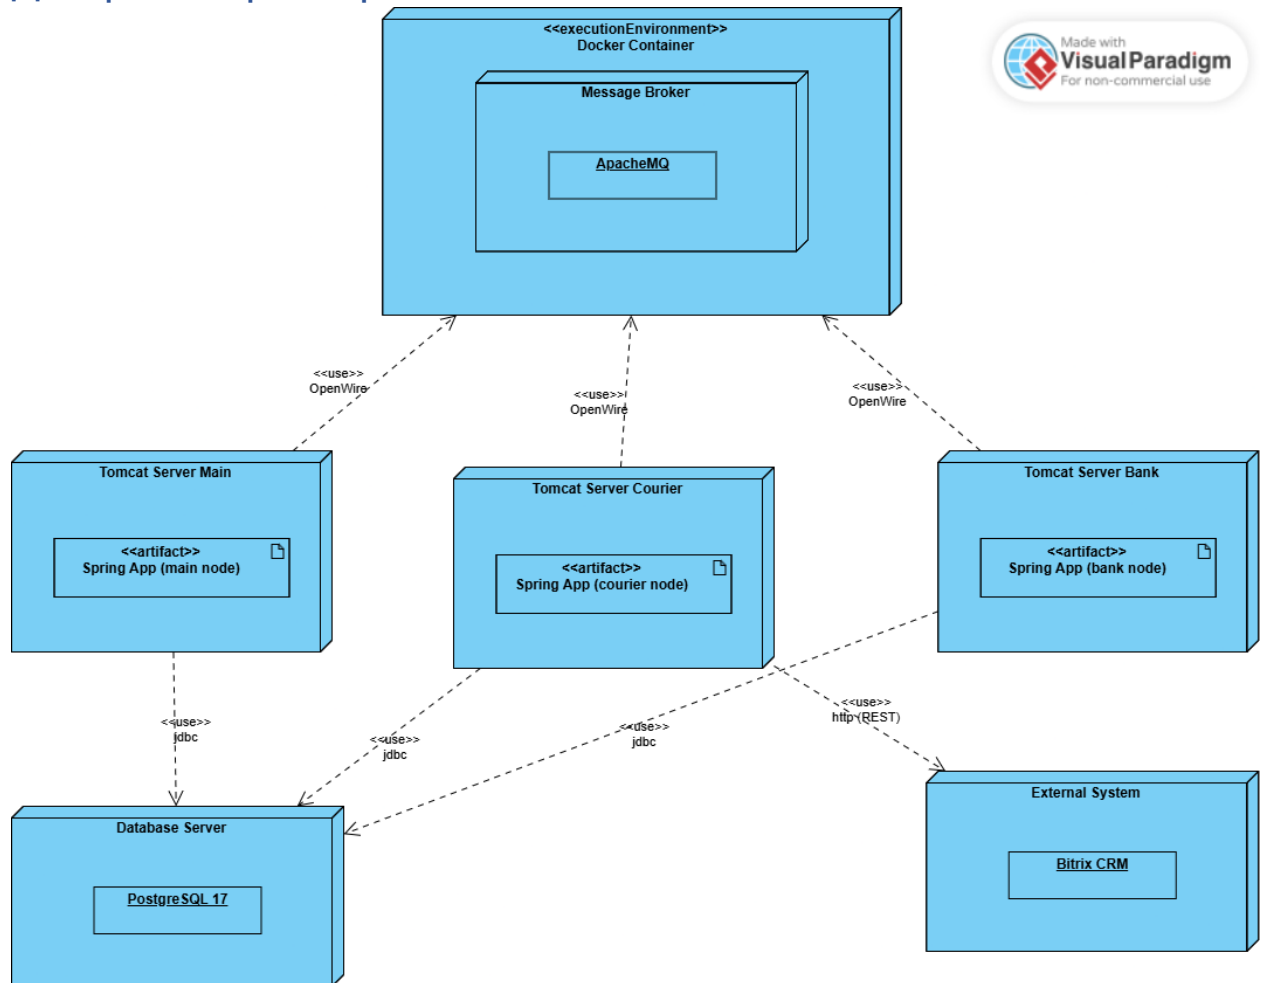 <<executionEnvironment>>
Docker Container
Made with
Visual Paradigm
For non-commercial use
Message Broker
ApacheMQ
<<use>>
OpenWire
<<use>>
OpenWire
<<use>>
OpenWire
Tomcat Server Main
<<artifact>>
Spring App (main node)
Tomcat Server Courier
<<artifact>>
Spring App (courier node)
Tomcat Server Bank
<<artifact>>
Spring App (bank node)
<<use>>
jdbc
<<use>>
jdbc
<<use>>
jdbc
<<use>>
http (REST)
Database Server
PostgreSQL 17
External System
Bitrix CRM